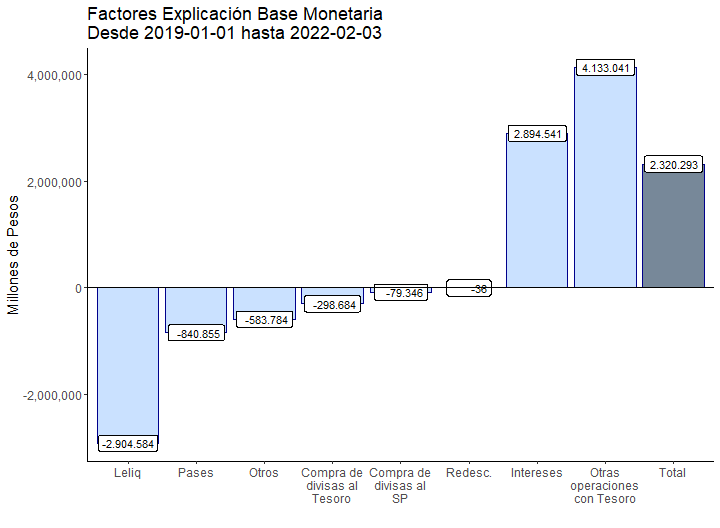 Factores Explicación Base Monetaria
Desde 2019-01-01 hasta 2022-02-03
Millones de Pesos
4,000,000
2,000,000
0
-2,000,000
-2.904.584
-840.855
-583.784
-298.684
-79.346
-36
2.894.541
4.133.041
2.320.293
Leliq
Pases
Otros
Compra de
divisas al
Tesoro
Compra de
divisas al
SP
Redesc.
Intereses
Otras
operaciones
con Tesoro
Total